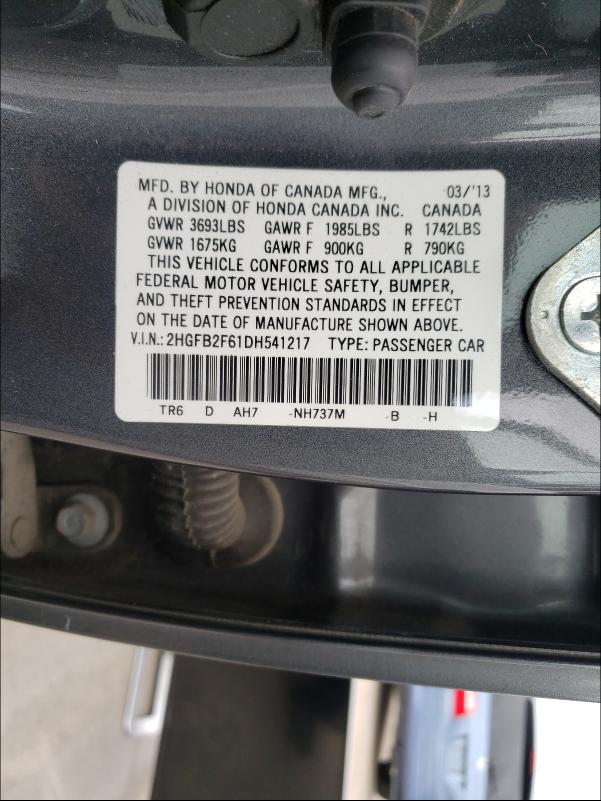 MFD. BY HONDA OF CANADA MFG., 03/'13
A DIVISION OF HONDA CANADA INC. CANADA
GVWR 3693LBS GAWR F 1985LBS R 1742LBS
GVWR 1675KG GAWR F 900KG R 790KG
THIS VEHICLE CONFORMS TO ALL APPLICABLE
FEDERAL MOTOR VEHICLE SAFETY, BUMPER,
AND THEFT PREVENTION STANDARDS IN EFFECT
ON THE DATE OF MANUFACTURE SHOWN ABOVE.
V.I.N.: 2HGFB2F61DH541217 TYPE: PASSENGER CAR
TR6 D AH7 -NH737M -B -H